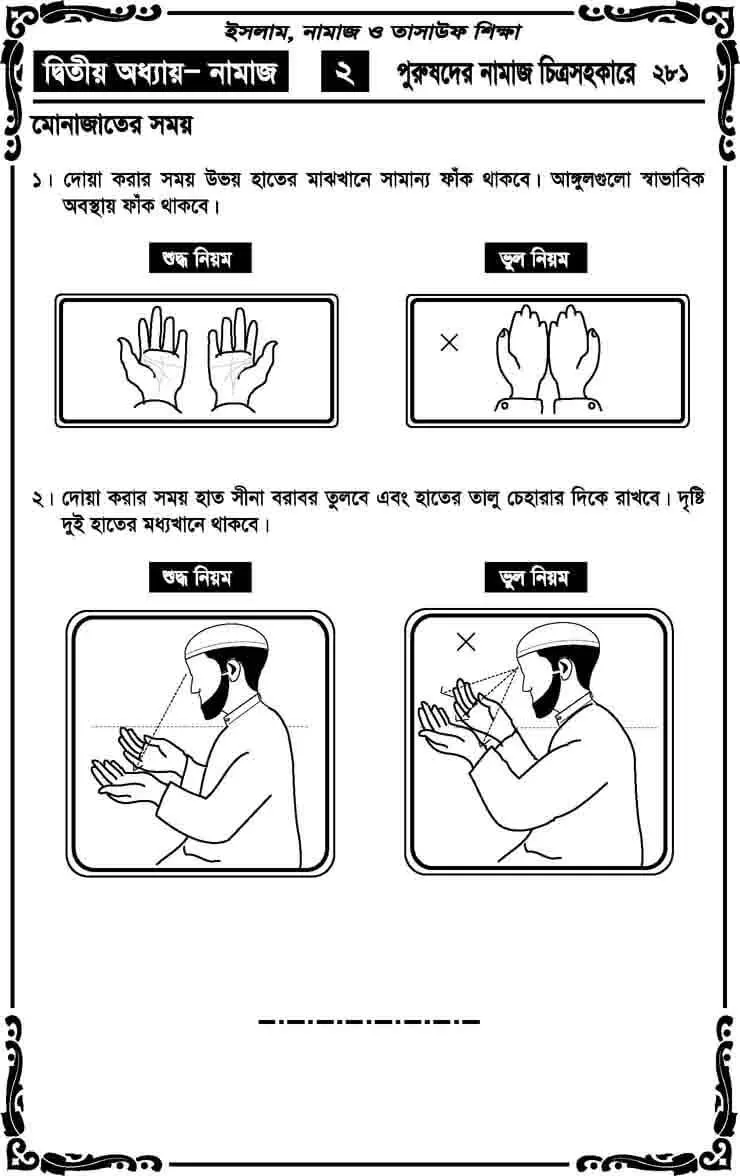 ইসলাম, নামাজ ও তাসাউফ শিক্ষা
দ্বিতীয় অধ্যায়– নামাজ ২ পুরুষদের নামাজ চিত্রসহকারে ২৮১
মোনাজাতের সময়
১। দোয়া করার সময় উভয় হাতের মাঝখানে সামান্য ফাঁক থাকবে। আঙ্গুলগুলো স্বাভাবিক
অবস্থায় ফাঁক থাকবে।
শুদ্ধ নিয়ম ভুল নিয়ম
২। দোয়া করার সময় হাত সীনা বরাবর তুলবে এবং হাতের তালু চেহারার দিকে রাখবে। দৃষ্টি
দুই হাতের মধ্যখানে থাকবে।
শুদ্ধ নিয়ম ভুল নিয়ম